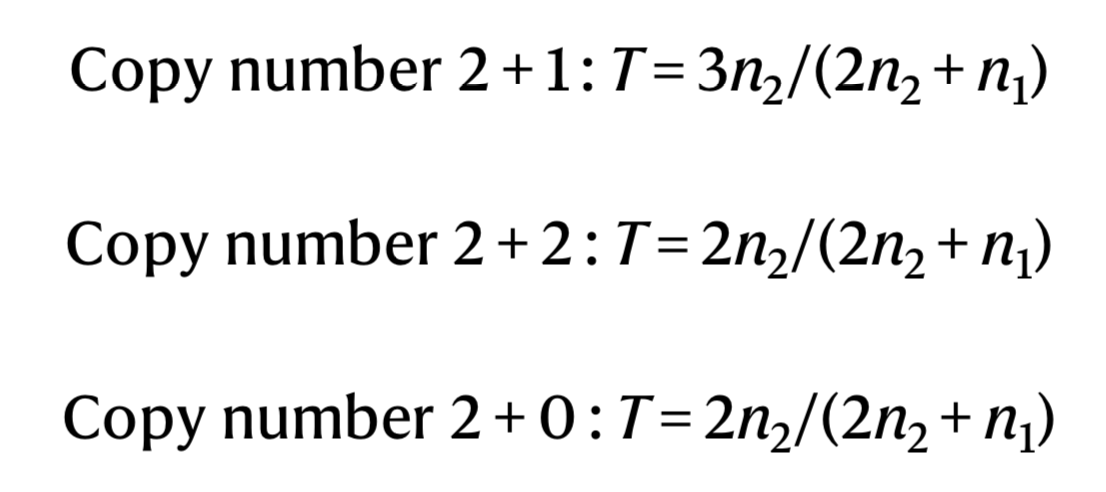 Copy number 2 + 1: T = 3n₂/(2n₂ + n₁)
Copy number 2 + 2 : T = 2n₂/(2n₂ + n₁)
Copy number 2 + 0 : T = 2n₂/(2n₂ + n₁)